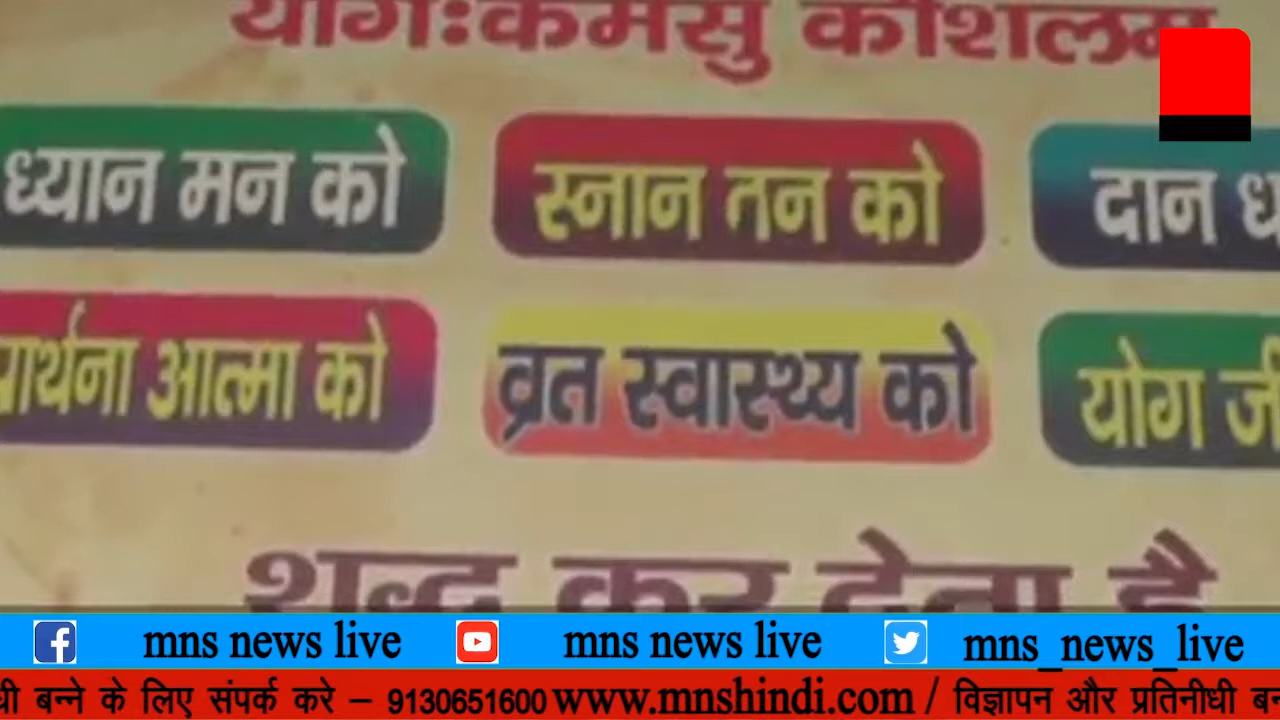 योगःकर्मसु कौशलम्
ध्यान मन को
स्नान तन को
दान
प्रार्थना आत्मा को
व्रत स्वास्थ्य को
योग
शुद्ध कर देता है
mns news live
mns news live
mns_news_live
बन्ने के लिए संपर्क करे – 9130651600 www.mnshindi.com / विज्ञापन और प्रतिनीधी